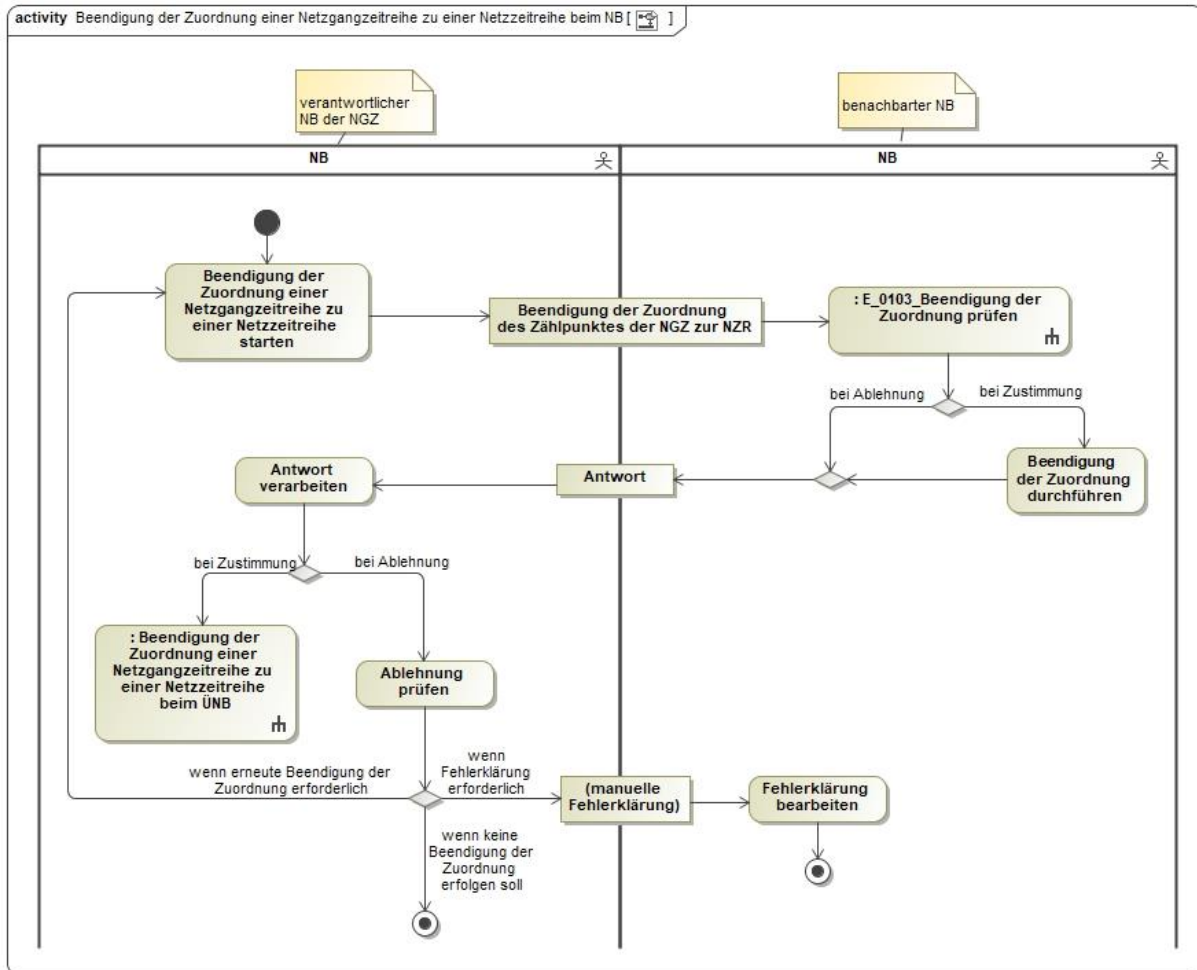 activity Beendigung der Zuordnung einer Netzgangzeitreihe zu einer Netzzeitreihe beim NB [ ]
verantwortlicher
NB der NGZ
benachbarter NB
NB
NB
Beendigung der
Zuordnung einer
Netzgangzeitreihe zu
einer Netzzeitreihe
starten
Beendigung der Zuordnung
des Zählpunktes der NGZ zur NZR
: E_0103_Beendigung der
Zuordnung prüfen
bei Ablehnung
bei Zustimmung
Beendigung
der Zuordnung
durchführen
Antwort
Antwort
verarbeiten
bei Zustimmung
bei Ablehnung
: Beendigung der
Zuordnung einer
Netzgangzeitreihe zu
einer Netzzeitreihe
beim ÜNB
Ablehnung
prüfen
wenn erneute Beendigung der
Zuordnung erforderlich
wenn
Fehlerklärung
erforderlich
(manuelle
Fehlerklärung)
Fehlerklärung
bearbeiten
wenn keine
Beendigung der
Zuordnung
erfolgen soll